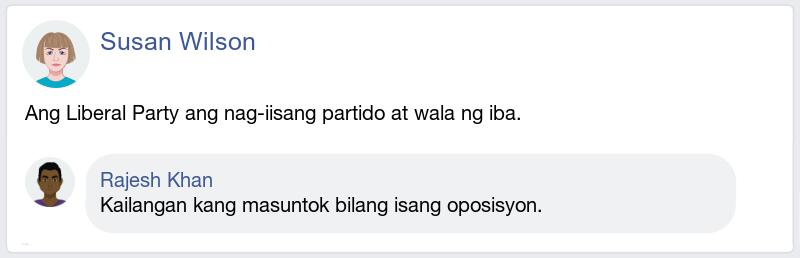 Susan Wilson
Ang Liberal Party ang nag-iisang partido at wala ng iba.
Rajesh Khan
Kailangan kang masuntok bilang isang oposisyon.